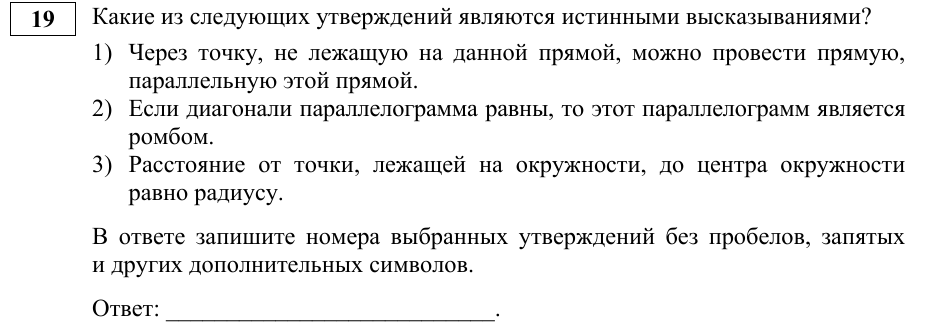 19 Какие из следующих утверждений являются истинными высказываниями?
1) Через точку, не лежащую на данной прямой, можно провести прямую,
параллельную этой прямой.
2) Если диагонали параллелограмма равны, то этот параллелограмм является
ромбом.
3) Расстояние от точки, лежащей на окружности, до центра окружности
равно радиусу.
В ответе запишите номера выбранных утверждений без пробелов, запятых
и других дополнительных символов.
Ответ: ___________________________.